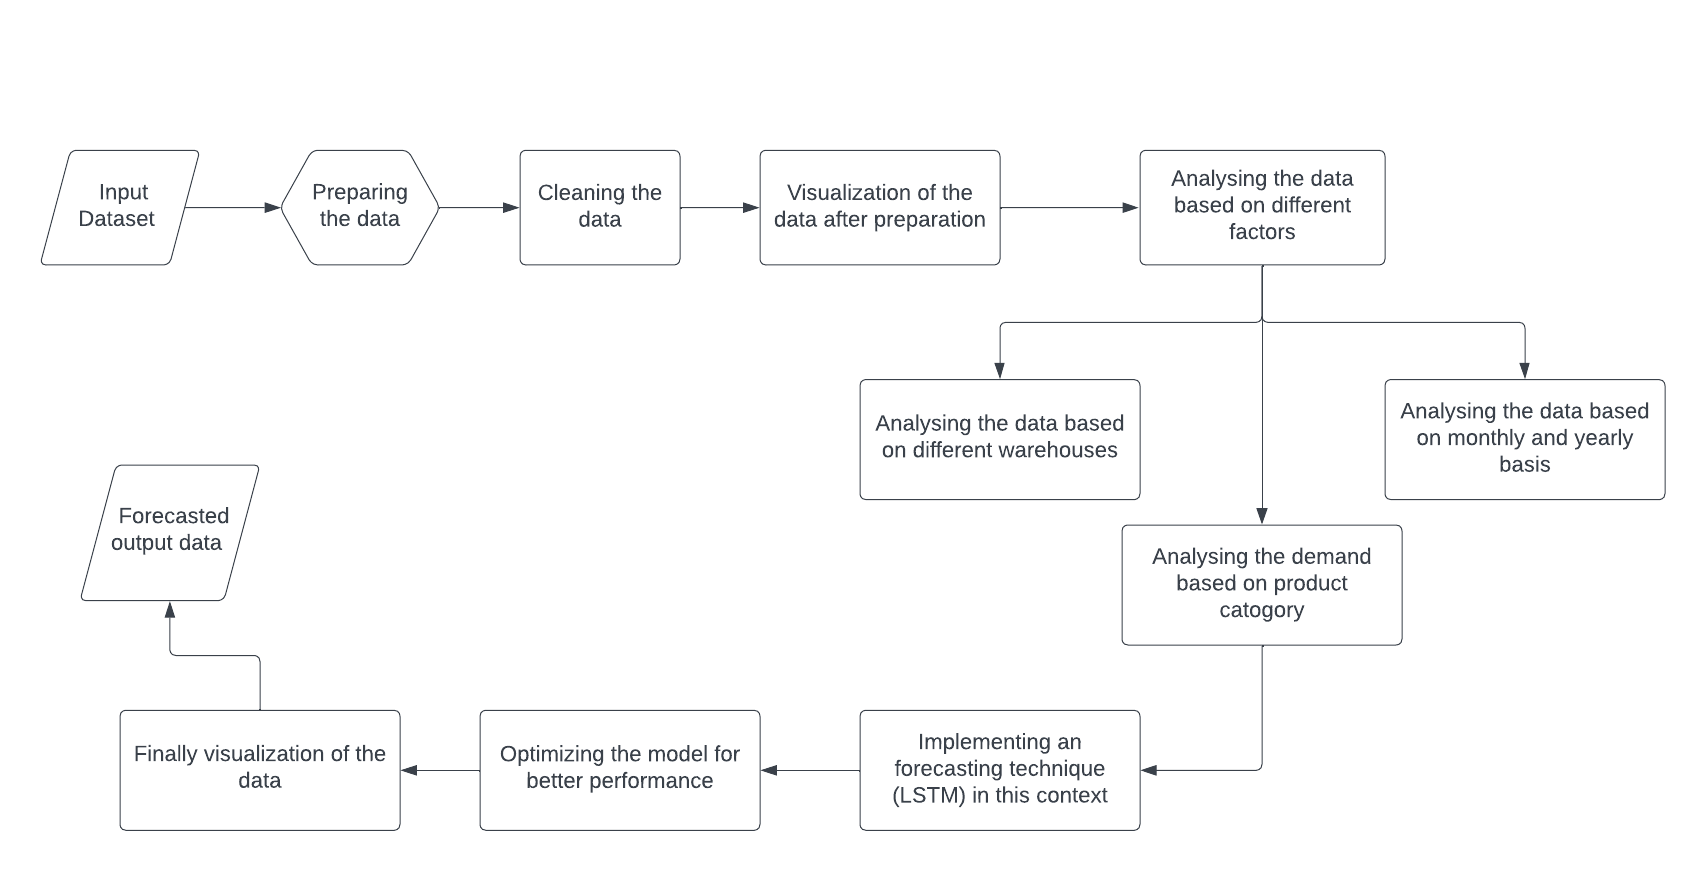 Input
Dataset
Preparing
the data
Cleaning the
data
Visualization of the
data after preparation
Analysing the data
based on different
factors
Analysing the data based
on different warehouses
Analysing the data based
on monthly and yearly
basis
Analysing the demand
based on product
catogory
Implementing an
forecasting technique
(LSTM) in this context
Optimizing the model for
better performance
Finally visualization of the
data
Forecasted
output data